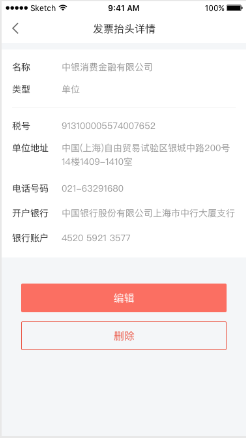 Sketch 9:41 AM 100%
发票抬头详情
名称 中银消费金融有限公司
类型 单位
税号 913100005574007652
单位地址 中国(上海)自由贸易试验区银城中路200号
14楼1409-1410室
电话号码 021-63291680
开户银行 中国银行股份有限公司上海市中行大厦支行
银行账户 4520 5921 3577
编辑
删除